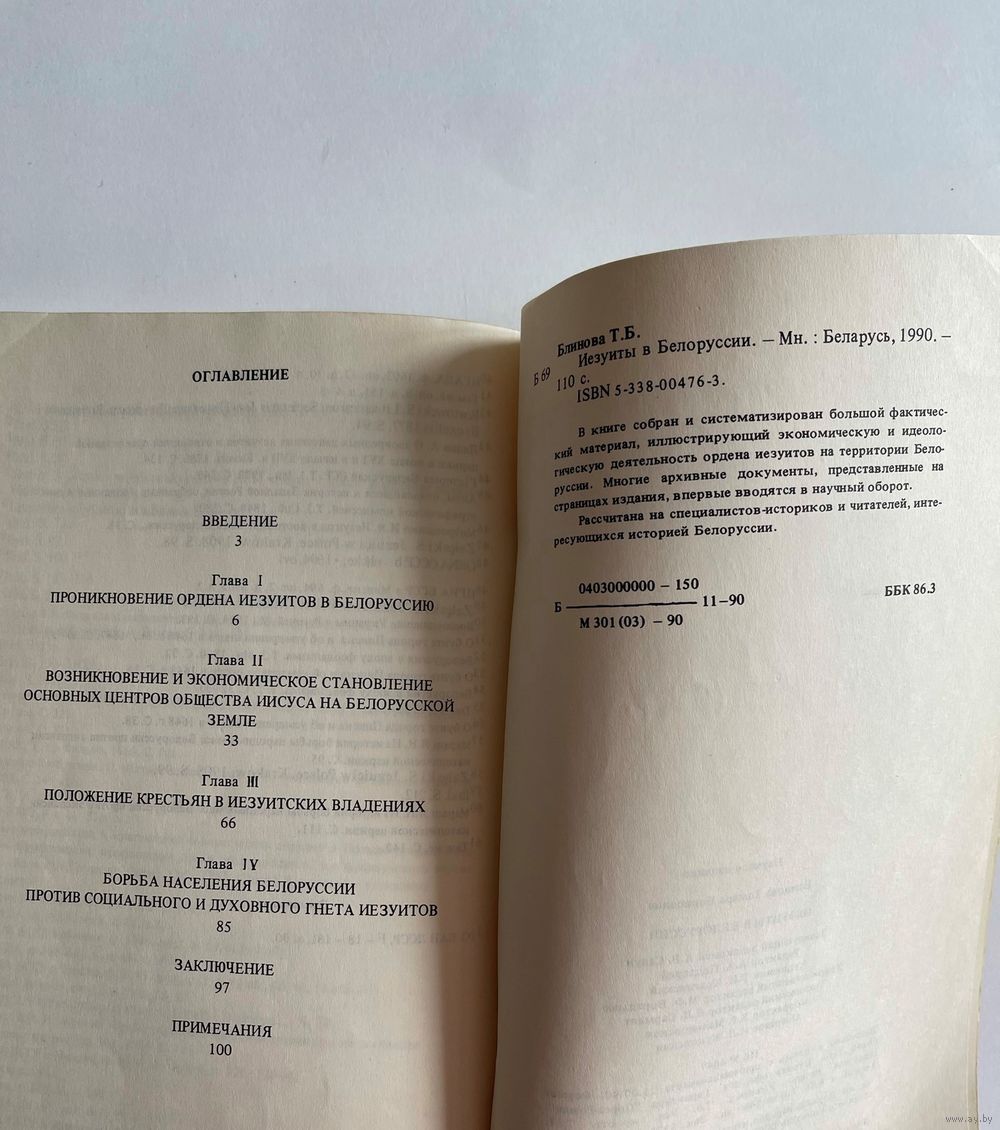 ОГЛАВЛЕНИЕ
ВВЕДЕНИЕ
3
Глава I
ПРОНИКНОВЕНИЕ ОРДЕНА ИЕЗУИТОВ В БЕЛОРУССИЮ
6
Глава II
ВОЗНИКНОВЕНИЕ И ЭКОНОМИЧЕСКОЕ СТАНОВЛЕНИЕ
ОСНОВНЫХ ЦЕНТРОВ ОБЩЕСТВА ИИСУСА НА БЕЛОРУССКОЙ
ЗЕМЛЕ
33
Глава III
ПОЛОЖЕНИЕ КРЕСТЬЯН В ИЕЗУИТСКИХ ВЛАДЕНИЯХ
66
Глава IV
БОРЬБА НАСЕЛЕНИЯ БЕЛОРУССИИ
ПРОТИВ СОЦИАЛЬНОГО И ДУХОВНОГО ГНЕТА ИЕЗУИТОВ
85
ЗАКЛЮЧЕНИЕ
97
ПРИМЕЧАНИЯ
100
Блинова Т.Б.
Иезуиты в Белоруссии. – Мн. : Беларусь, 1990. –
Б 69 110 с.
ISBN 5-338-00476-3.
В книге собран и систематизирован большой фактичес-
кий материал, иллюстрирующий экономическую и идеоло-
гическую деятельность ордена иезуитов на территории Бело-
руссии. Многие архивные документы, представленные на
страницах издания, впервые вводятся в научный оборот.
Рассчитана на специалистов-историков и читателей, инте-
ресующихся историей Белоруссии.
0403000000 – 150
Б 11–90
М 301 (03) – 90
ББК 86.3
www.ay.by